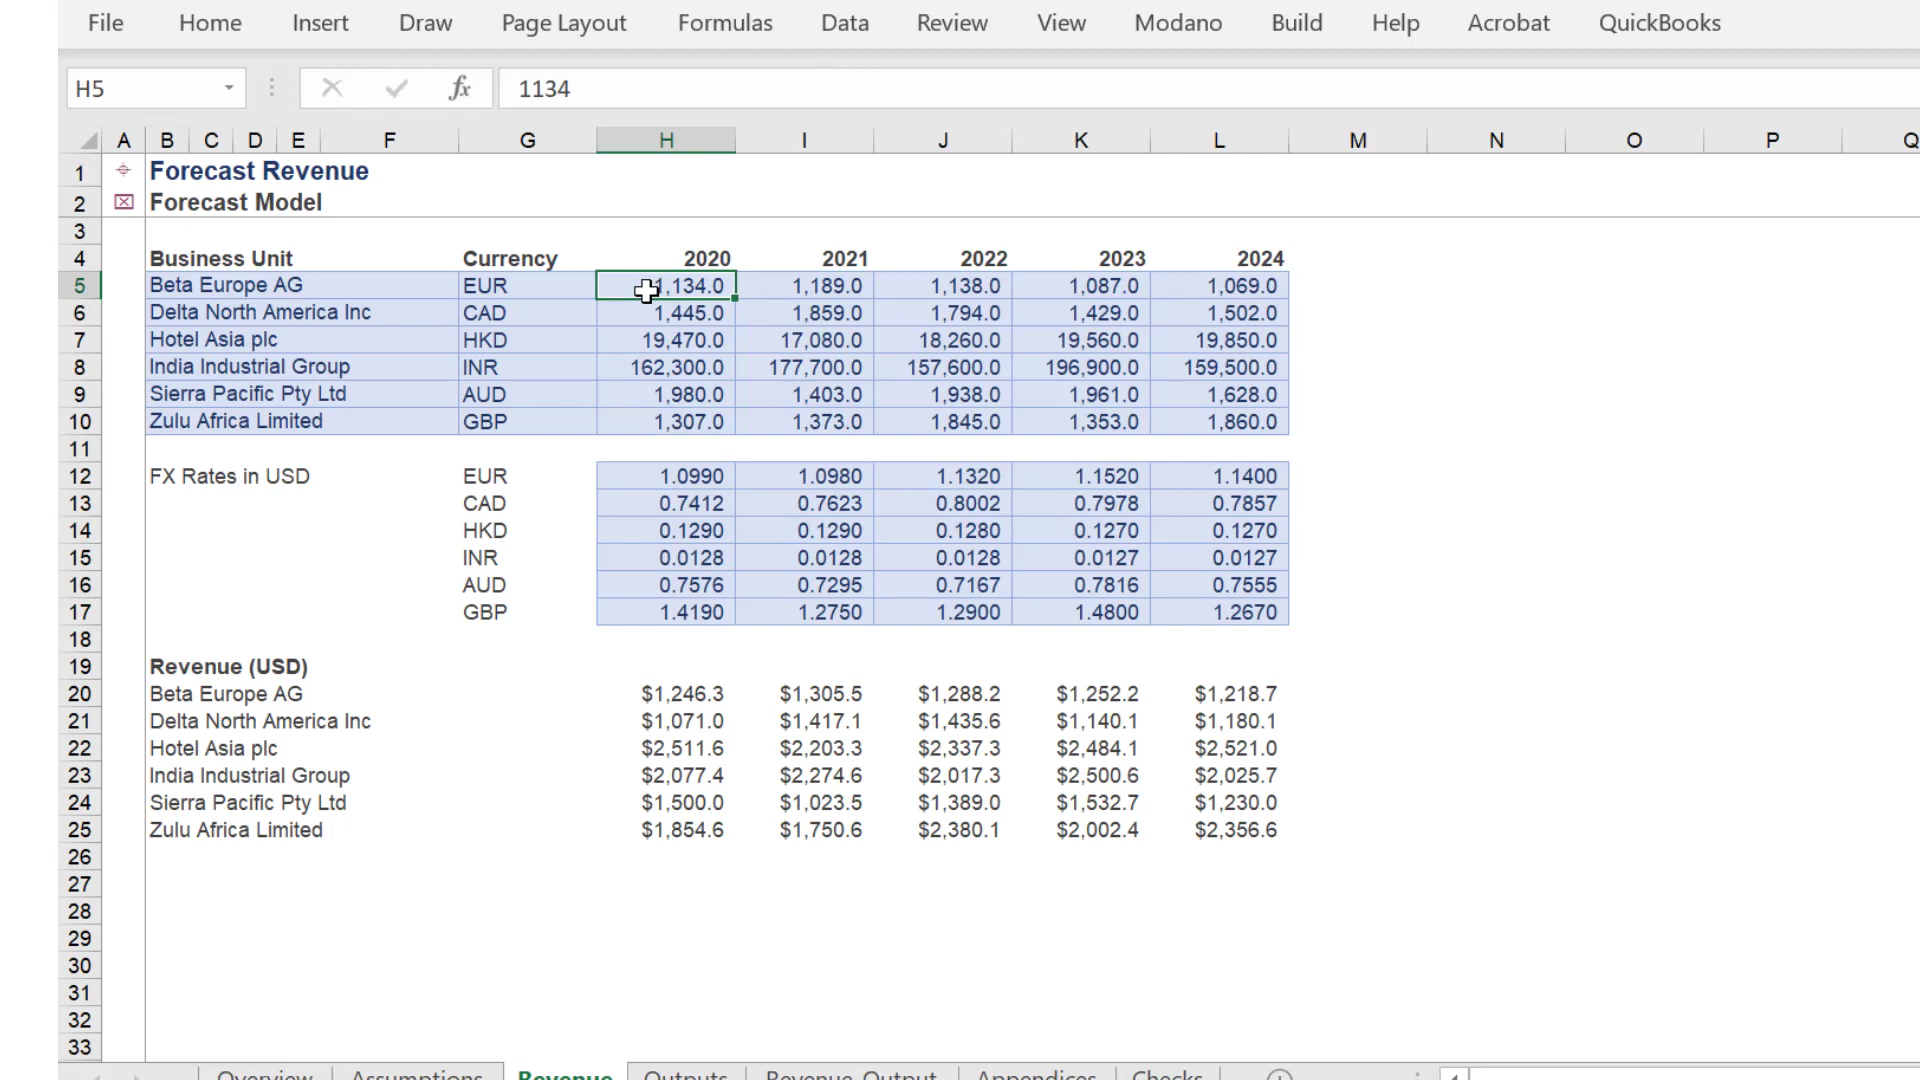 File Home Insert Draw Page Layout Formulas Data Review View Modano Build Help Acrobat QuickBooks
H5 fx 1134
A B C D E F G H I J K L M N O P Q
1 Forecast Revenue
2 Forecast Model
3
4 Business Unit Currency 2020 2021 2022 2023 2024
5 Beta Europe AG EUR 1,134.0 1,189.0 1,138.0 1,087.0 1,069.0
6 Delta North America Inc CAD 1,445.0 1,859.0 1,794.0 1,429.0 1,502.0
7 Hotel Asia plc HKD 19,470.0 17,080.0 18,260.0 19,560.0 19,850.0
8 India Industrial Group INR 162,300.0 177,700.0 157,600.0 196,900.0 159,500.0
9 Sierra Pacific Pty Ltd AUD 1,980.0 1,403.0 1,938.0 1,961.0 1,628.0
10 Zulu Africa Limited GBP 1,307.0 1,373.0 1,845.0 1,353.0 1,860.0
11
12 FX Rates in USD EUR 1.0990 1.0980 1.1320 1.1520 1.1400
13 CAD 0.7412 0.7623 0.8002 0.7978 0.7857
14 HKD 0.1290 0.1290 0.1280 0.1270 0.1270
15 INR 0.0128 0.0128 0.0128 0.0127 0.0127
16 AUD 0.7576 0.7295 0.7167 0.7816 0.7555
17 GBP 1.4190 1.2750 1.2900 1.4800 1.2670
18
19 Revenue (USD)
20 Beta Europe AG $1,246.3 $1,305.5 $1,288.2 $1,252.2 $1,218.7
21 Delta North America Inc $1,071.0 $1,417.1 $1,435.6 $1,140.1 $1,180.1
22 Hotel Asia plc $2,511.6 $2,203.3 $2,337.3 $2,484.1 $2,521.0
23 India Industrial Group $2,077.4 $2,274.6 $2,017.3 $2,500.6 $2,025.7
24 Sierra Pacific Pty Ltd $1,500.0 $1,023.5 $1,389.0 $1,532.7 $1,230.0
25 Zulu Africa Limited $1,854.6 $1,750.6 $2,380.1 $2,002.4 $2,356.6
26
27
28
29
30
31
32
33
Overview Assumptions Revenue Outputs Revenue_Output Appendices Checks